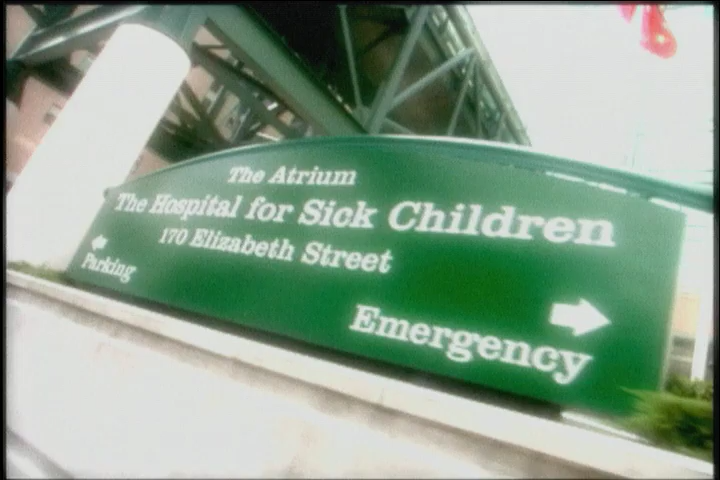 The Atrium
The Hospital for Sick Children
170 Elizabeth Street
Parking
Emergency